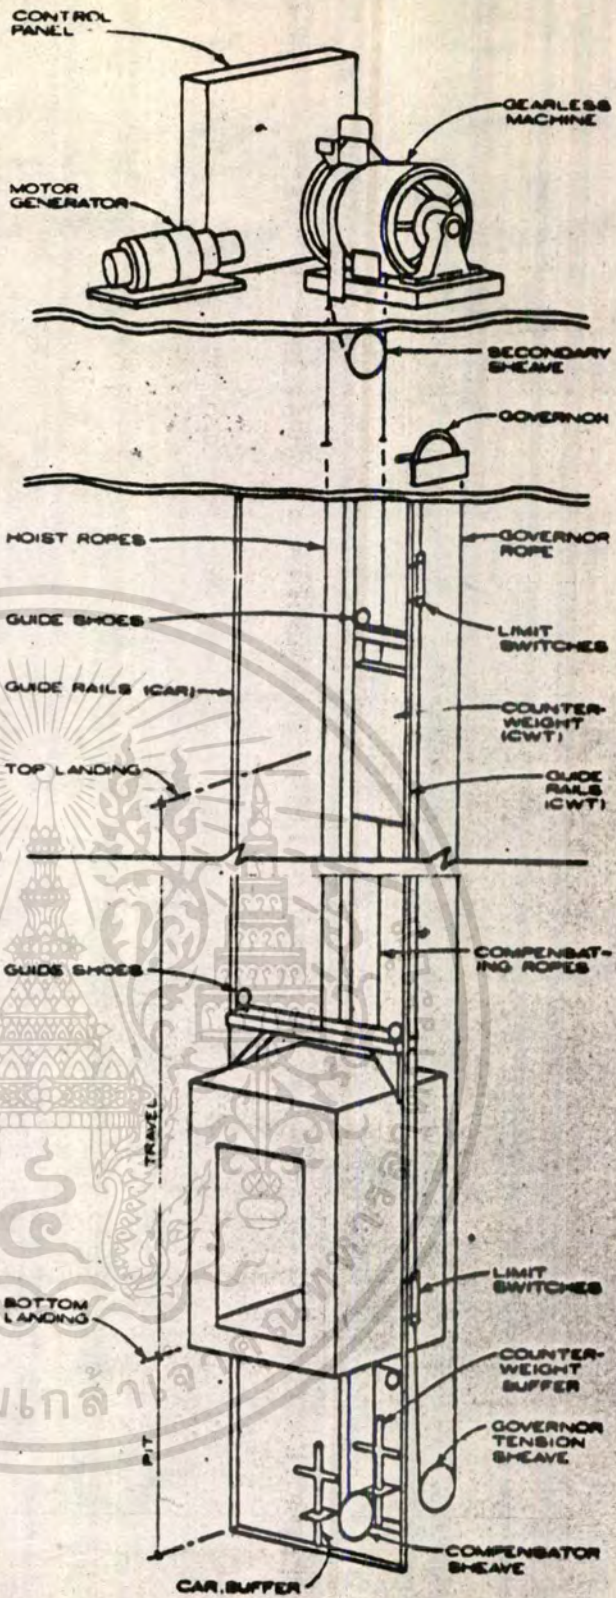 CONTROL
PANEL
GEARLESS
MACHINE
MOTOR
GENERATOR
SECONDARY
SHEAVE
GOVERNOR
HOIST ROPES
GOVERNOR
ROPE
GUIDE SHOES
LIMIT
SWITCHES
GUIDE RAILS (CAR)
COUNTER-
WEIGHT
(CWT)
TOP LANDING
GUIDE
RAILS
(CWT)
GUIDE SHOES
COMPENSAT-
ING ROPES
TRAVEL
LIMIT
SWITCHES
BOTTOM
LANDING
COUNTER-
WEIGHT
BUFFER
PIT
GOVERNOR
TENSION
SHEAVE
COMPENSATOR
SHEAVE
CAR BUFFER